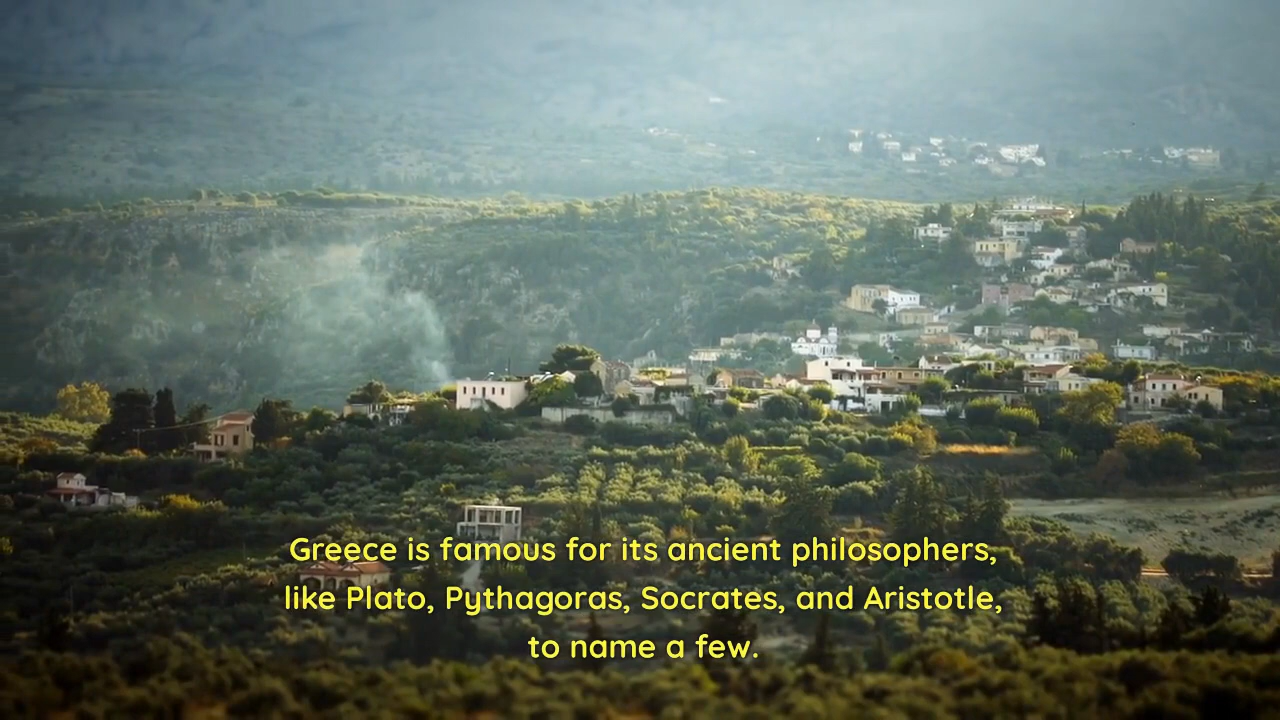 Greece is famous for its ancient philosophers,
like Plato, Pythagoras, Socrates, and Aristotle,
to name a few.